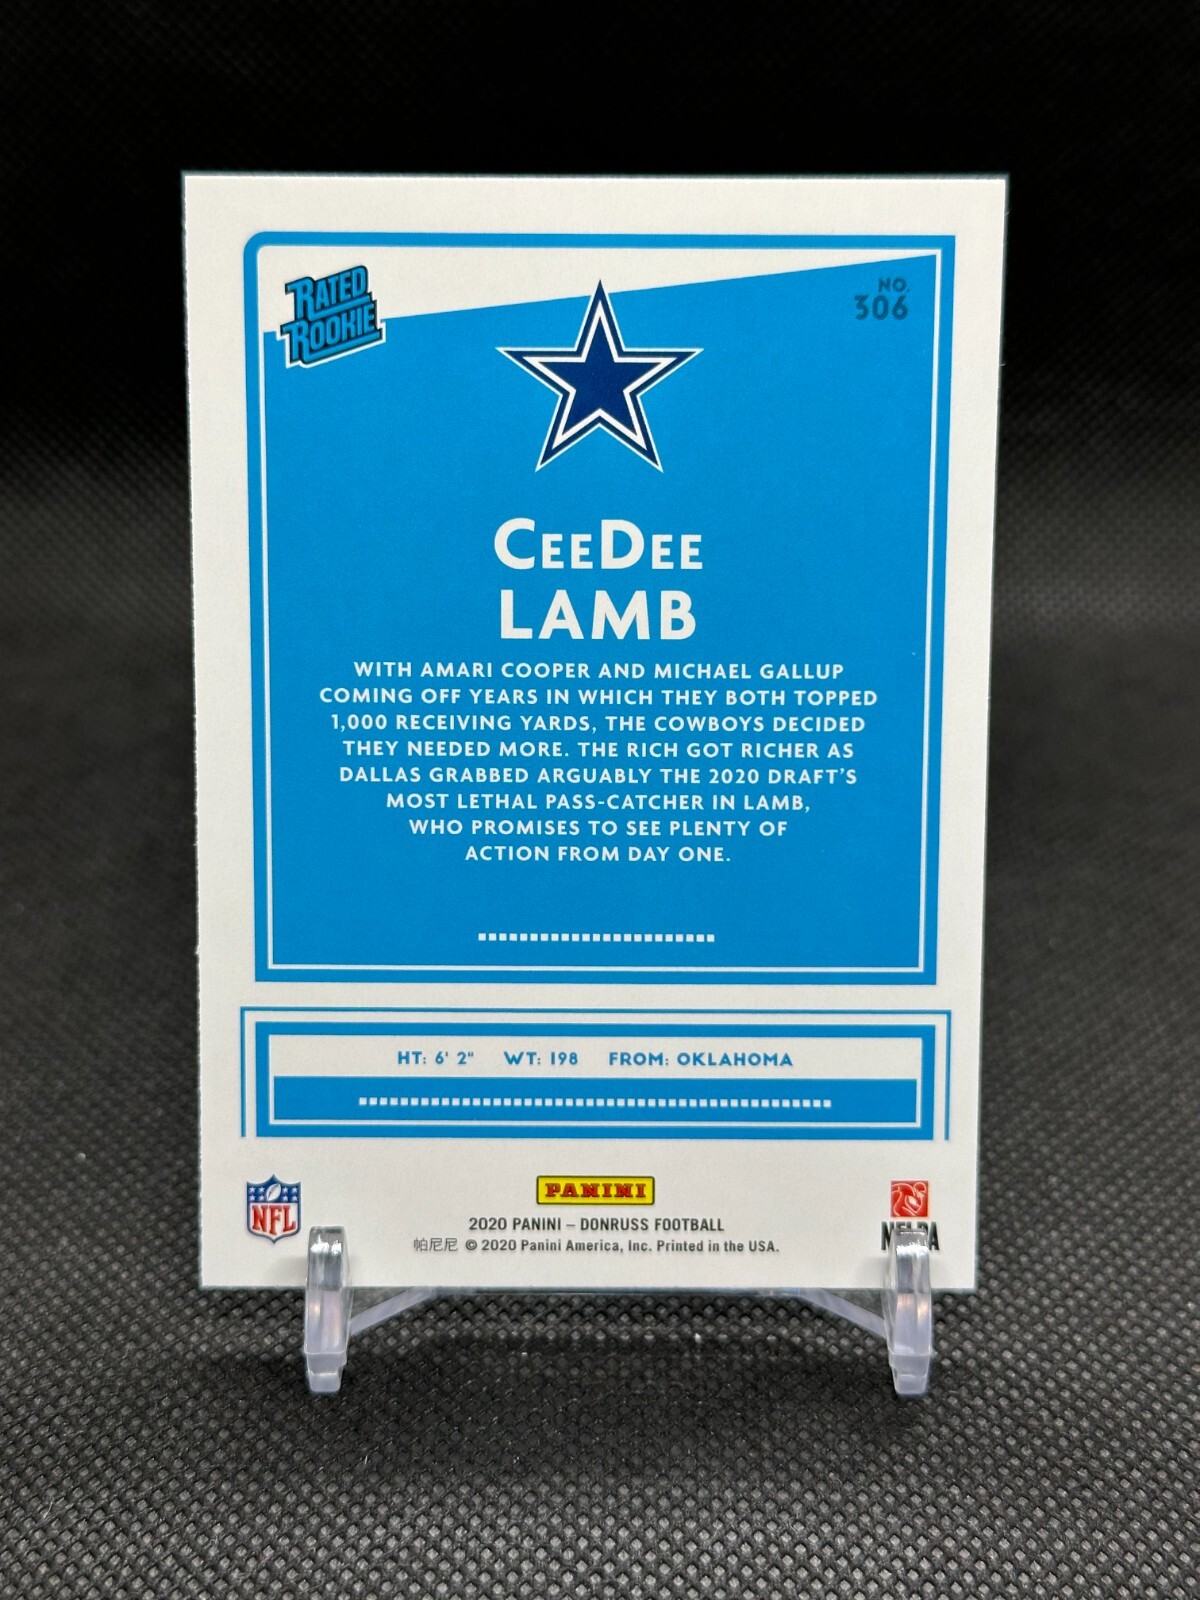 RATED
ROOKIE
NO.
306
CEEDEE
LAMB
WITH AMARI COOPER AND MICHAEL GALLUP
COMING OFF YEARS IN WHICH THEY BOTH TOPPED
1,000 RECEIVING YARDS, THE COWBOYS DECIDED
THEY NEEDED MORE. THE RICH GOT RICHER AS
DALLAS GRABBED ARGUABLY THE 2020 DRAFT'S
MOST LETHAL PASS-CATCHER IN LAMB,
WHO PROMISES TO SEE PLENTY OF
ACTION FROM DAY ONE.
HT: 6' 2" WT: 198 FROM: OKLAHOMA
NFL
PANINI
NFLPA
2020 PANINI – DONRUSS FOOTBALL
帕尼尼 © 2020 Panini America, Inc. Printed in the USA.